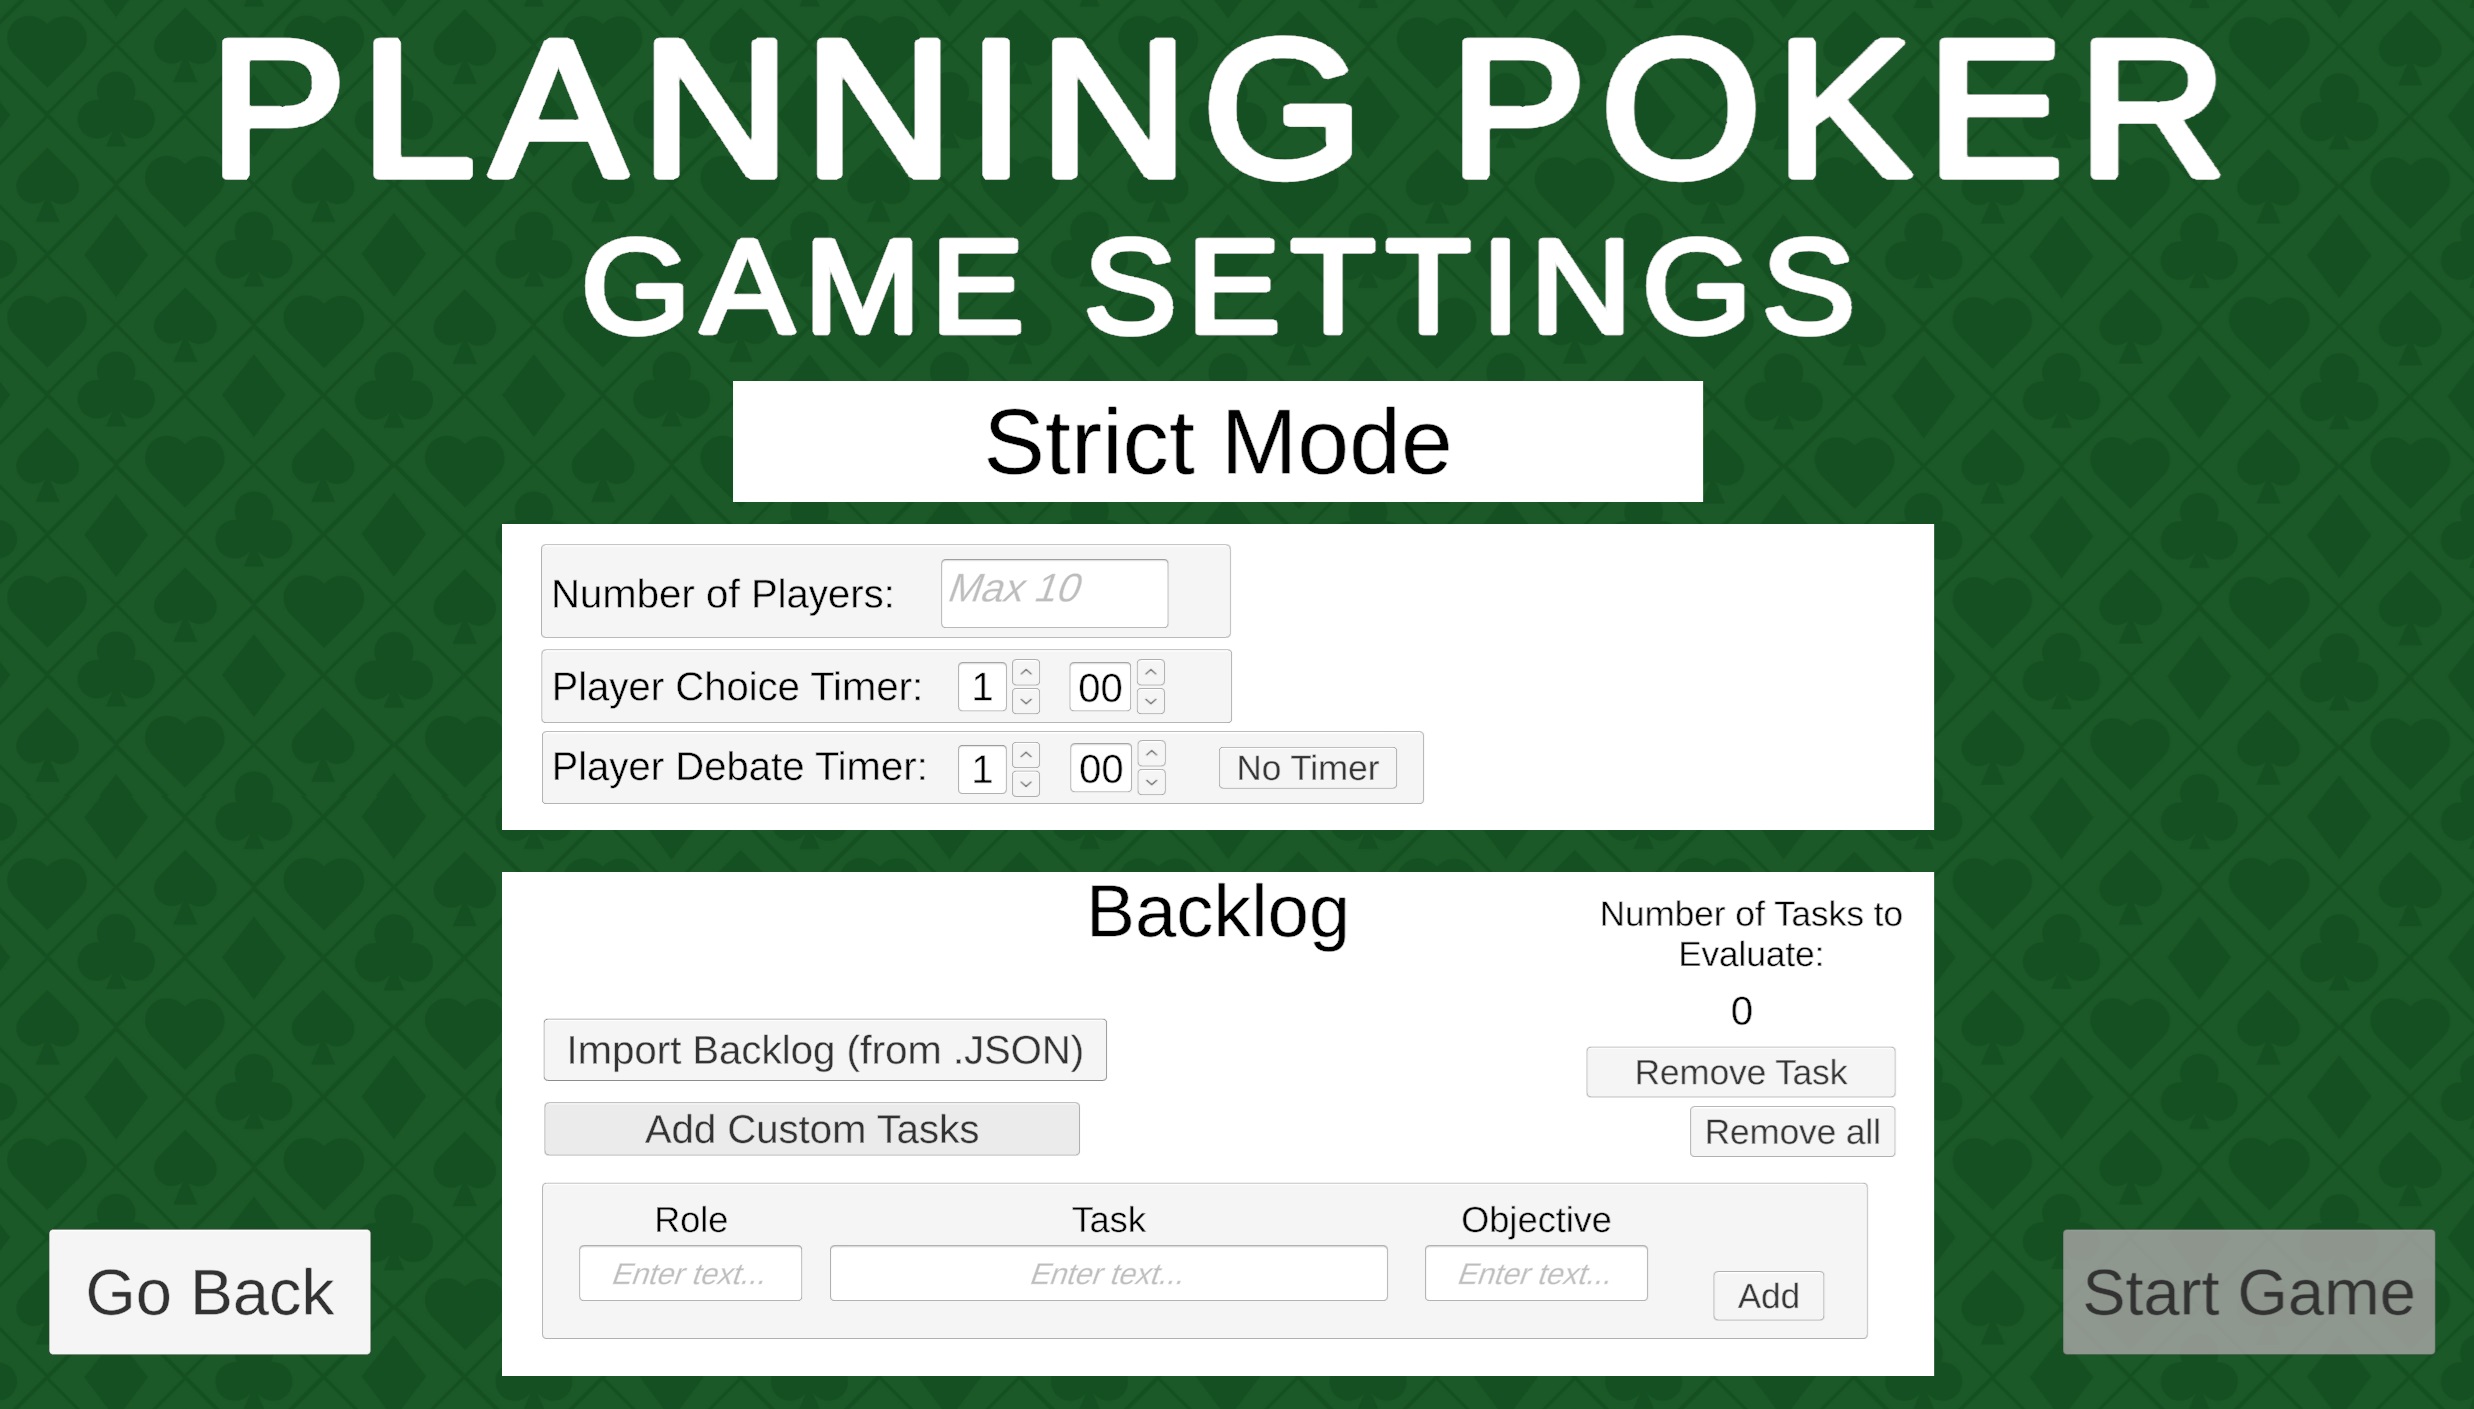 PLANNING POKER
GAME SETTINGS
Strict Mode
Number of Players: Max 10
Player Choice Timer: 1 00
Player Debate Timer: 1 00 No Timer
Backlog
Number of Tasks to
Evaluate:
0
Import Backlog (from .JSON)
Remove Task
Add Custom Tasks
Remove all
Role Task Objective
Enter text... Enter text... Enter text...
Add
Go Back
Start Game